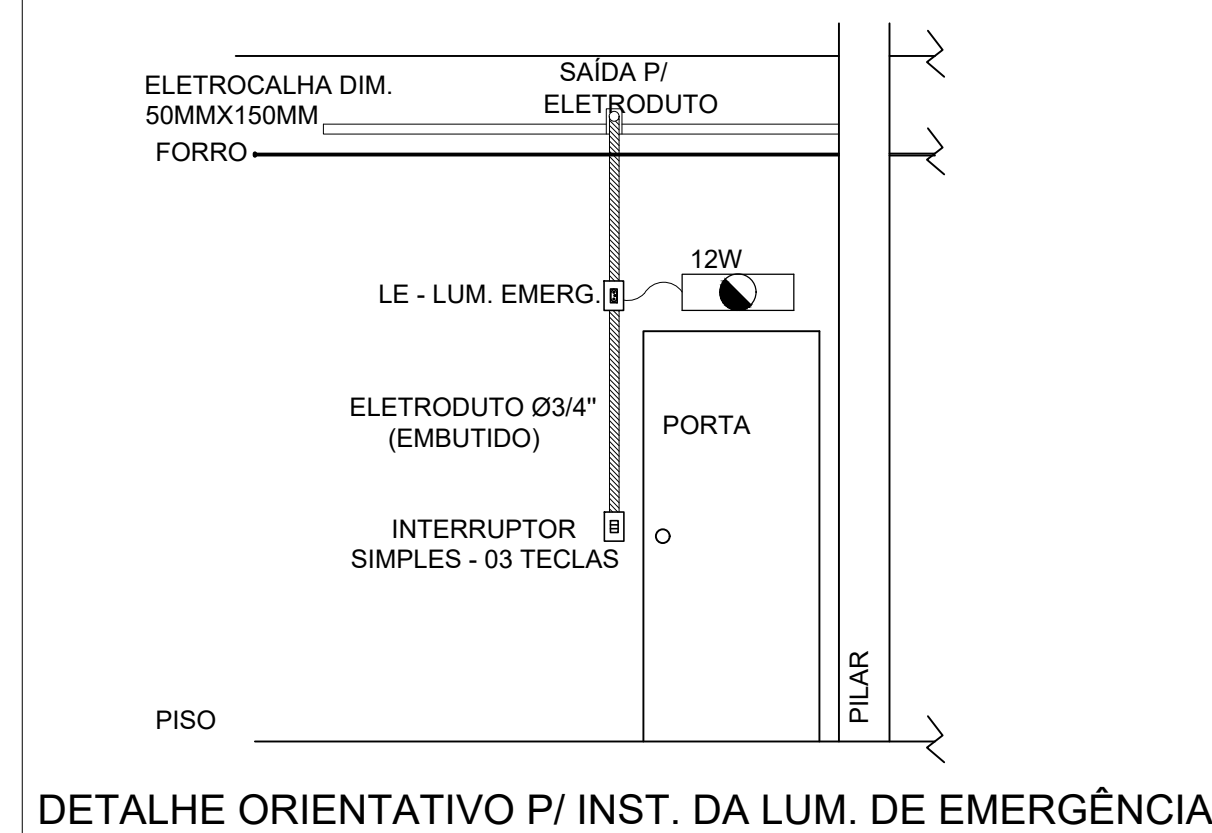 SAÍDA P/
ELETRODUTO
ELETROCALHA DIM.
50MMX150MM
FORRO
12W
LE - LUM. EMERG.
ELETRODUTO Ø3/4"
(EMBUTIDO)
PORTA
INTERRUPTOR
SIMPLES - 03 TECLAS
PILAR
PISO
DETALHE ORIENTATIVO P/ INST. DA LUM. DE EMERGÊNCIA